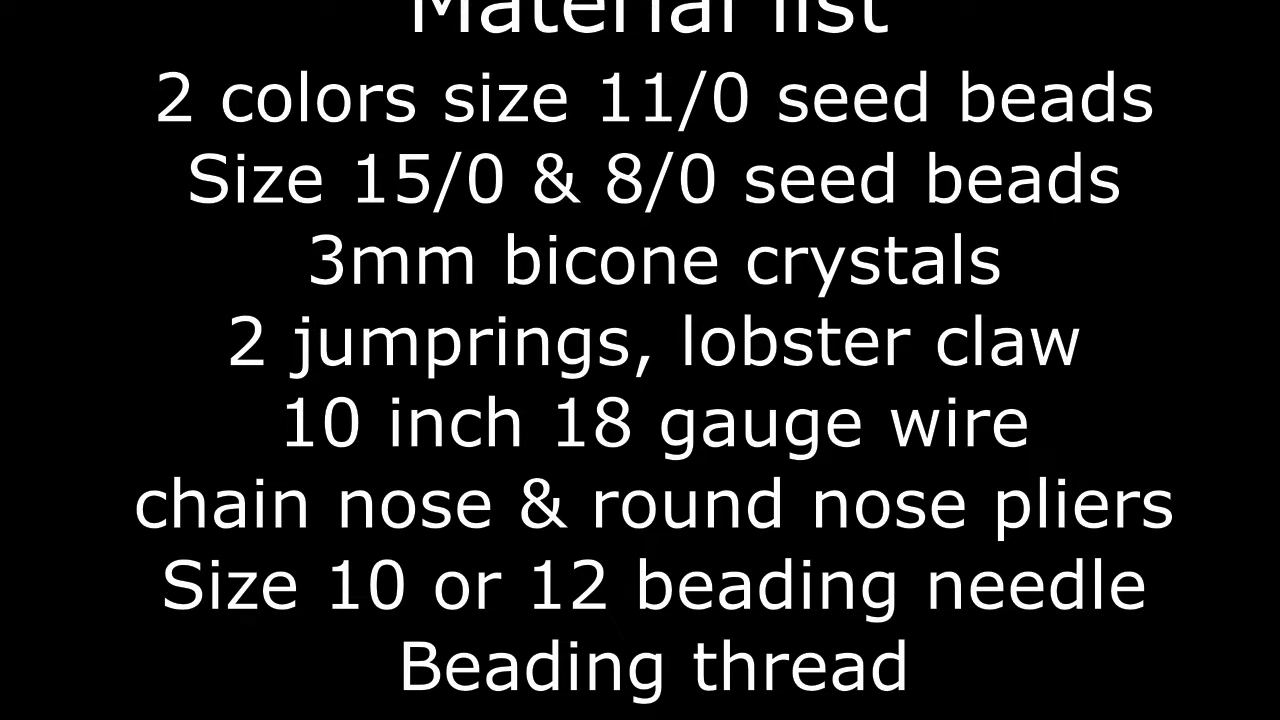 Material list
2 colors size 11/0 seed beads
Size 15/0 & 8/0 seed beads
3mm bicone crystals
2 jumprings, lobster claw
10 inch 18 gauge wire
chain nose & round nose pliers
Size 10 or 12 beading needle
Beading thread